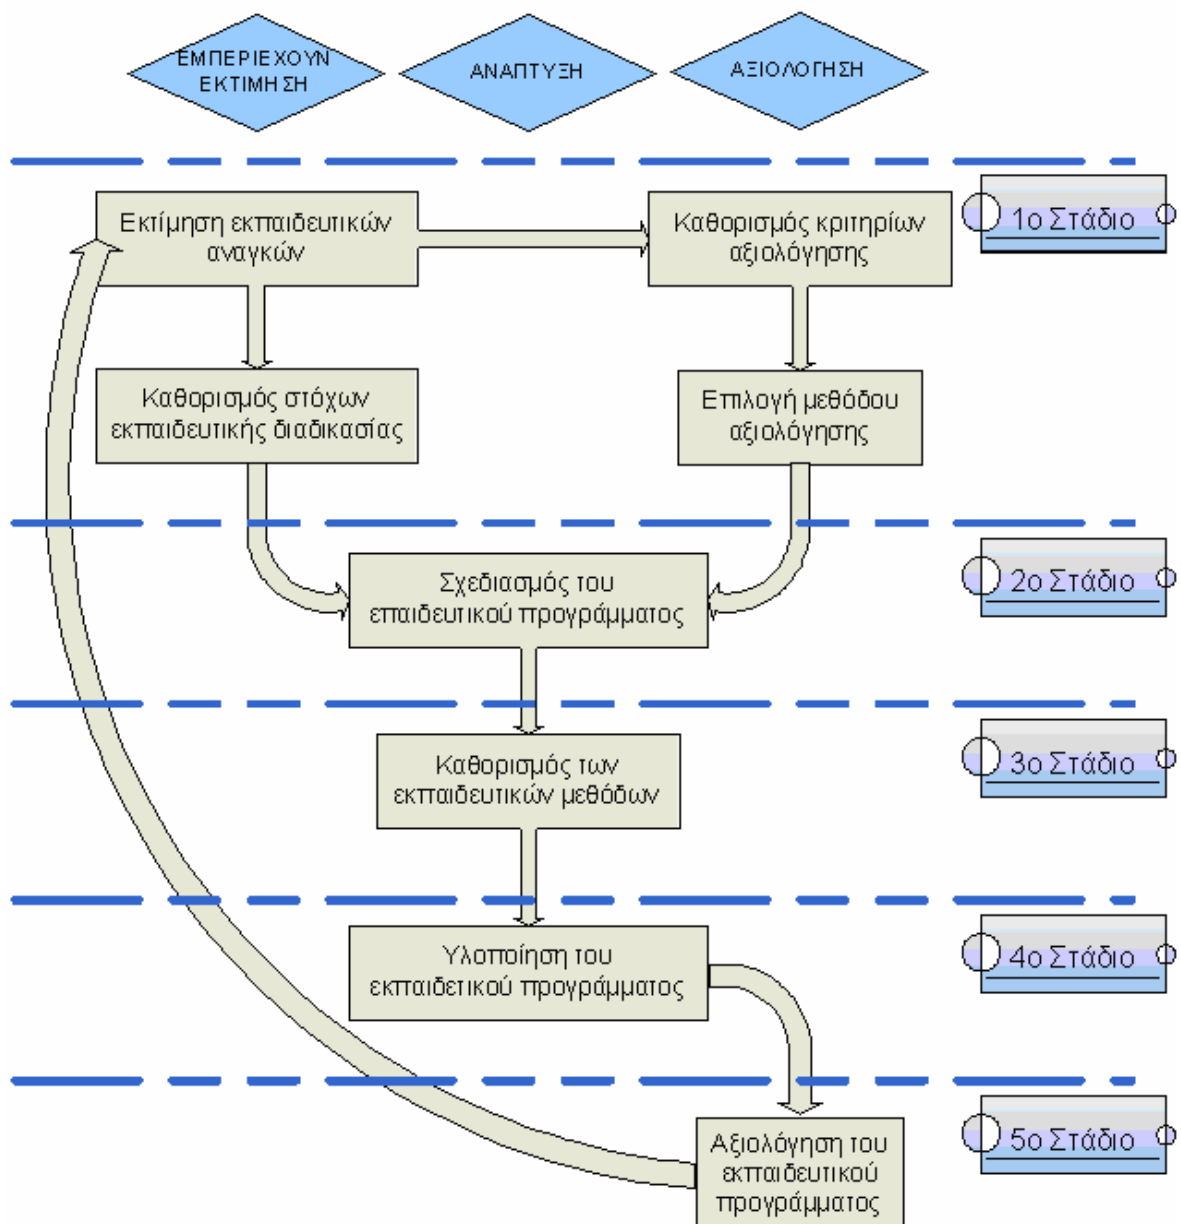 ΕΜΠΕΡΙΕΧΟΥΝ
ΕΚΤΙΜΗΣΗ
ΑΝΑΠΤΥΞΗ
ΑΞΙΟΛΟΓΗΣΗ
Εκτίμηση εκπαιδευτικών
αναγκών
Καθορισμός κριτηρίων
αξιολόγησης
1ο Στάδιο
Καθορισμός στόχων
εκπαιδευτικής διαδικασίας
Επιλογή μεθόδου
αξιολόγησης
Σχεδιασμός του
επαιδευτικού προγράμματος
2ο Στάδιο
Καθορισμός των
εκπαιδευτικών μεθόδων
3ο Στάδιο
Υλοποίηση του
εκπαιδετικού προγράμματος
4ο Στάδιο
Αξιολόγηση του
εκπαιδευτικού
προγράμματος
5ο Στάδιο